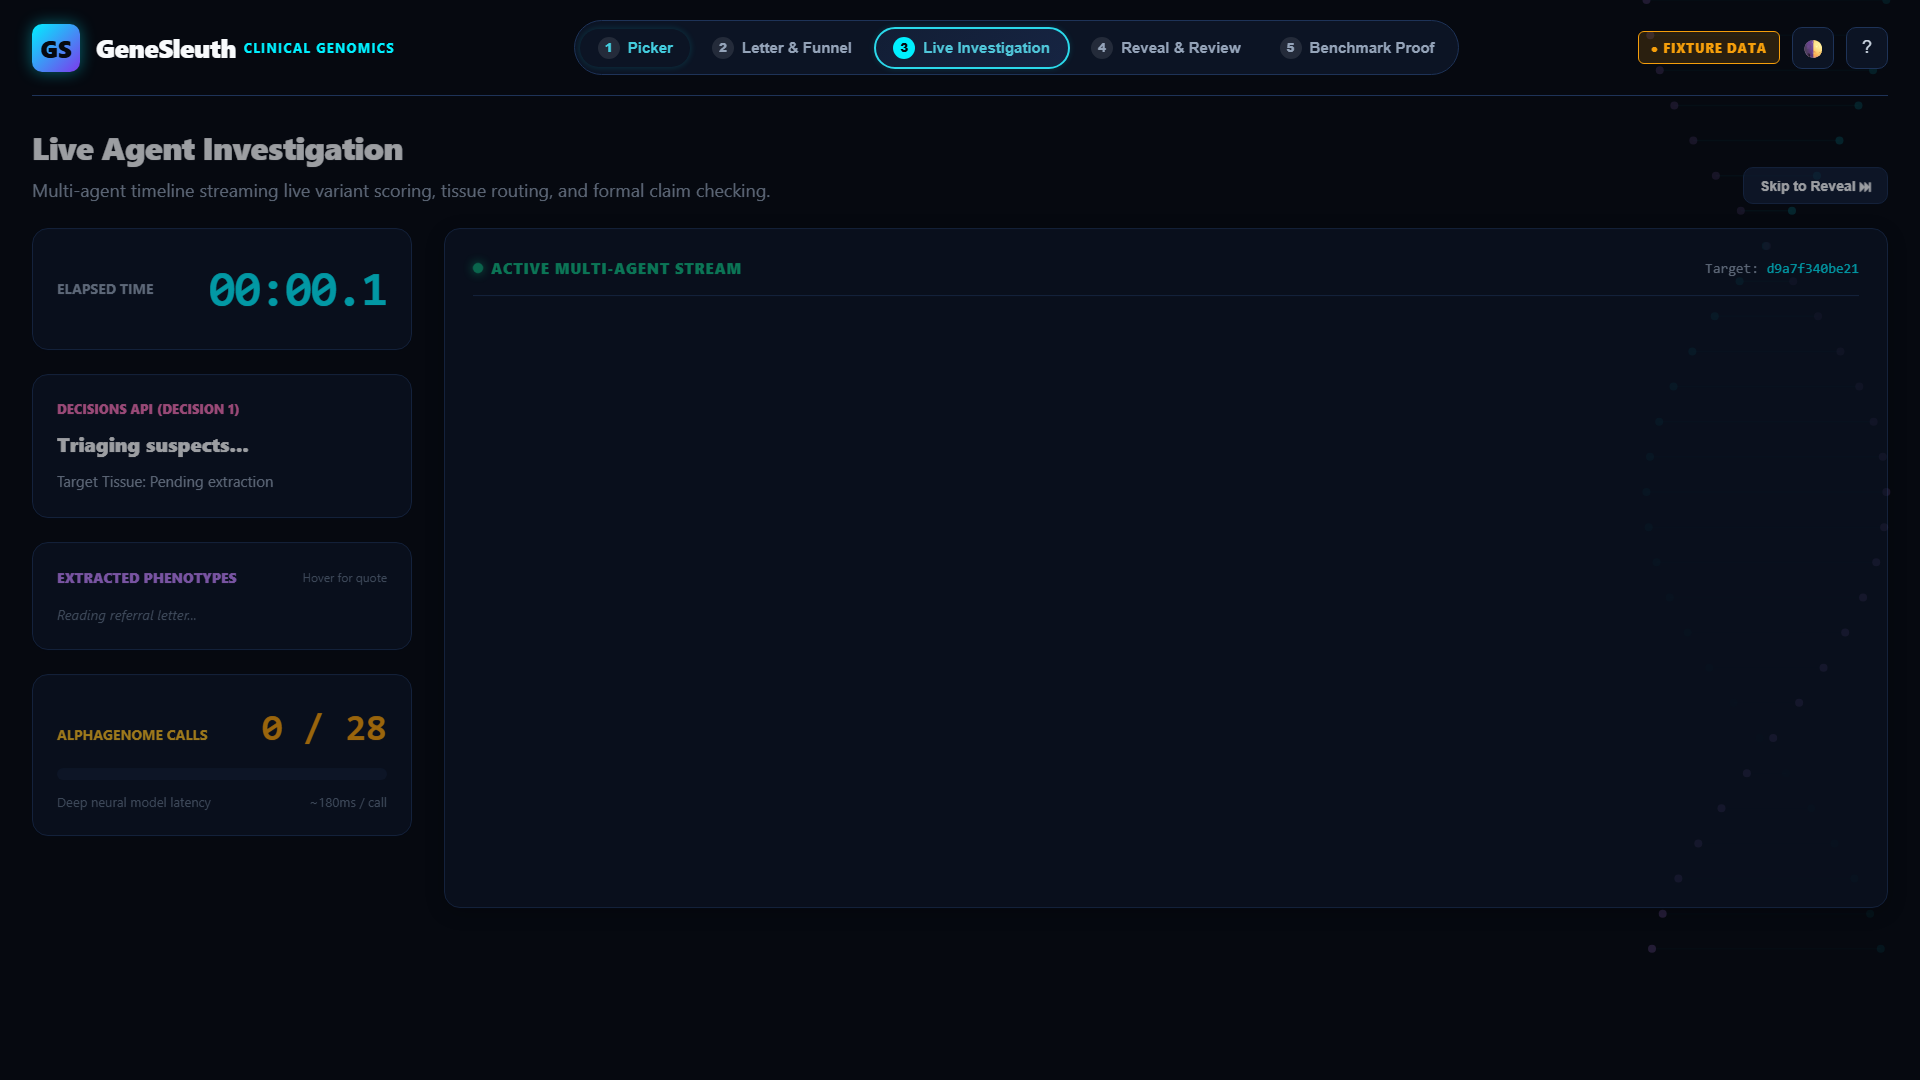 GS GeneSleuth CLINICAL GENOMICS
1 Picker
2 Letter & Funnel
3 Live Investigation
4 Reveal & Review
5 Benchmark Proof
• FIXTURE DATA
?
Live Agent Investigation
Multi-agent timeline streaming live variant scoring, tissue routing, and formal claim checking.
Skip to Reveal ⏭
ELAPSED TIME 00:00.1
DECISIONS API (DECISION 1)
Triaging suspects...
Target Tissue: Pending extraction
EXTRACTED PHENOTYPES Hover for quote
Reading referral letter...
ALPHAGENOME CALLS 0 / 28
Deep neural model latency ~180ms / call
ACTIVE MULTI-AGENT STREAM
Target: d9a7f340be21